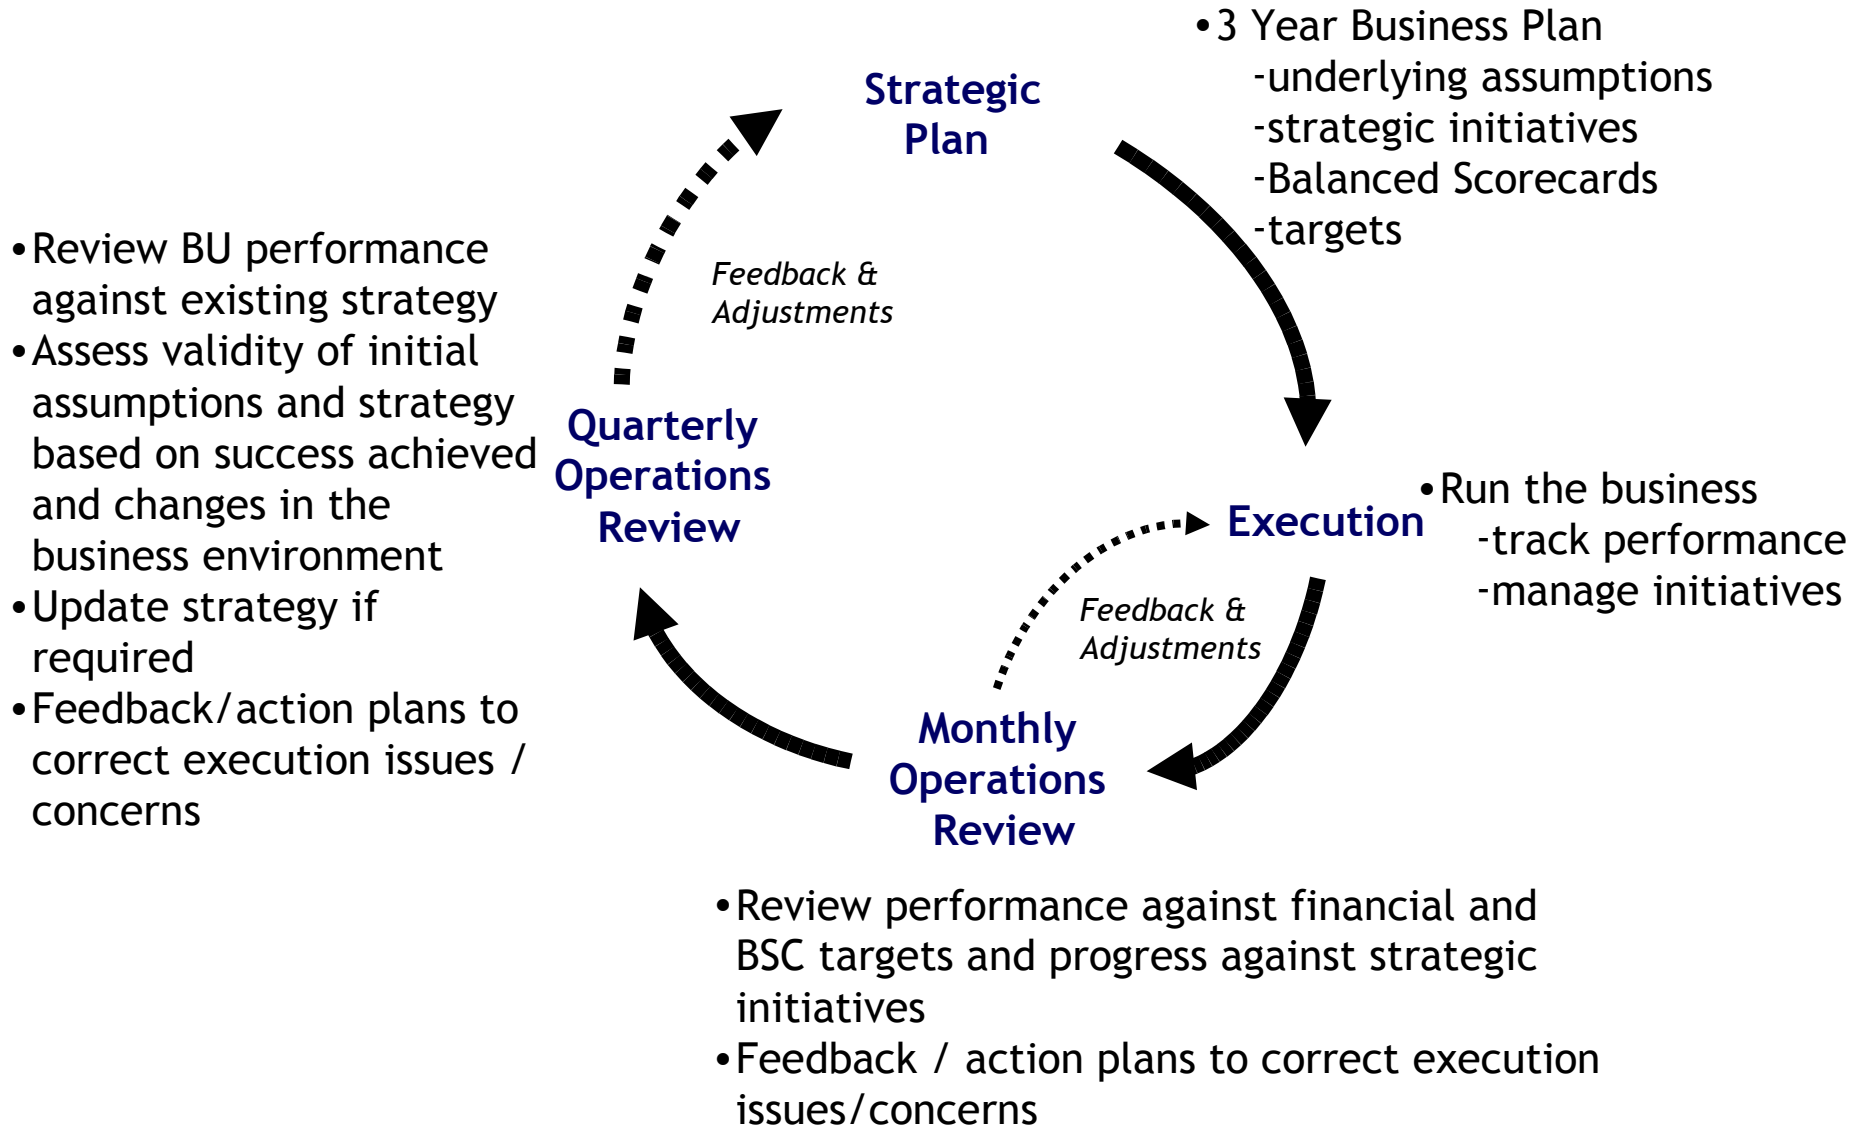 Strategic
Plan
•3 Year Business Plan
-underlying assumptions
-strategic initiatives
-Balanced Scorecards
-targets
Feedback &
Adjustments
•Review BU performance
against existing strategy
•Assess validity of initial
assumptions and strategy
based on success achieved
and changes in the
business environment
•Update strategy if
required
•Feedback/action plans to
correct execution issues /
concerns
Quarterly
Operations
Review
Execution
•Run the business
-track performance
-manage initiatives
Feedback &
Adjustments
Monthly
Operations
Review
•Review performance against financial and
BSC targets and progress against strategic
initiatives
•Feedback / action plans to correct execution
issues/concerns